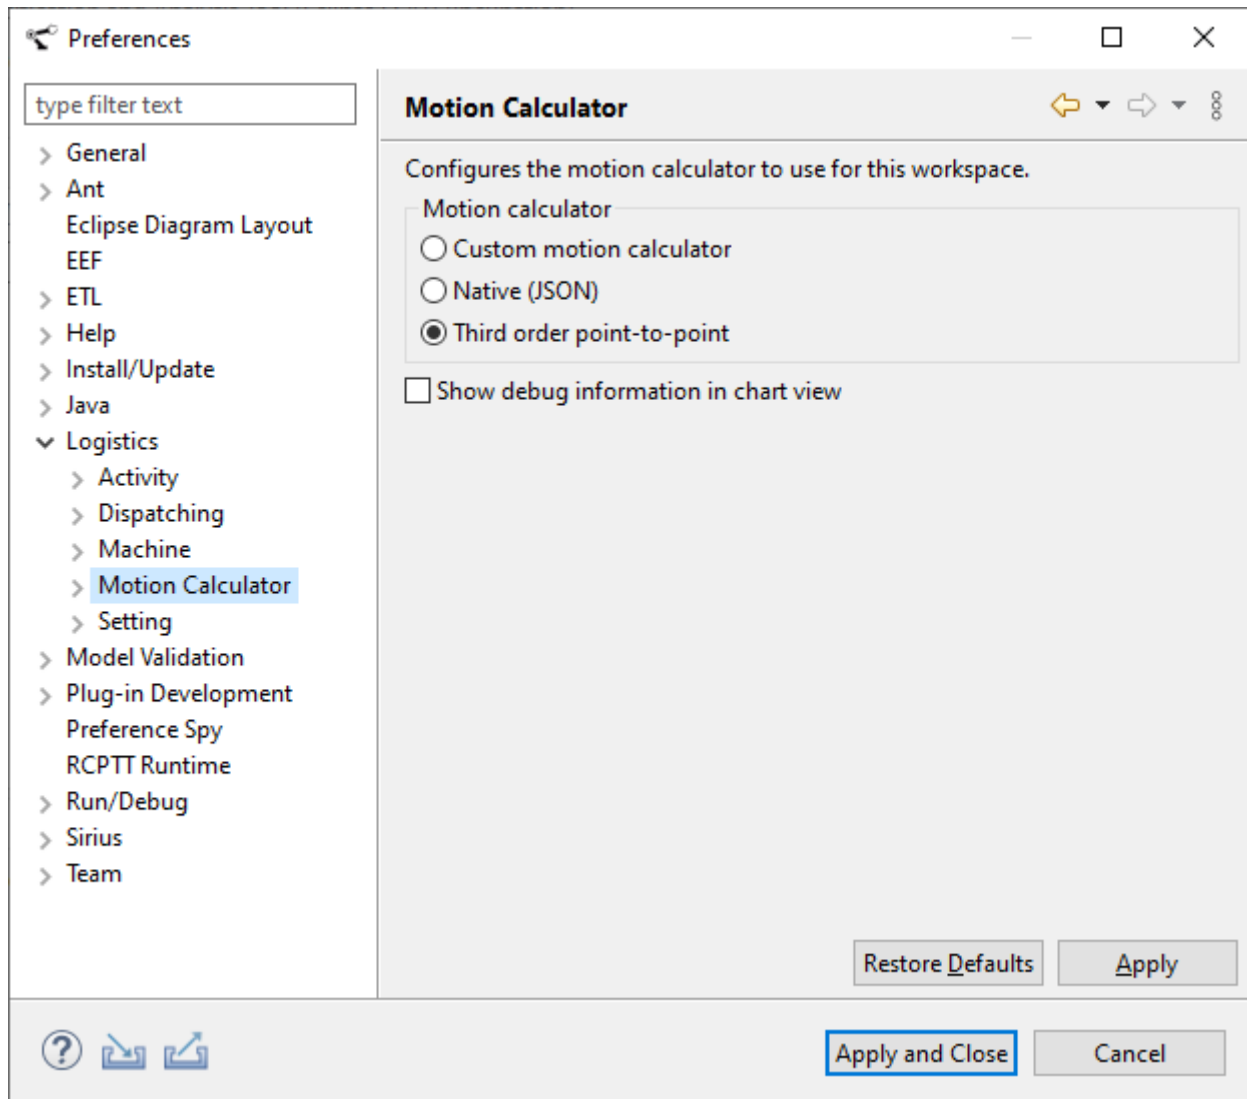 Preferences
type filter text
General
Ant
Eclipse Diagram Layout
EEF
ETL
Help
Install/Update
Java
Logistics
Activity
Dispatching
Machine
Motion Calculator
Setting
Model Validation
Plug-in Development
Preference Spy
RCPTT Runtime
Run/Debug
Sirius
Team
Motion Calculator
Configures the motion calculator to use for this workspace.
Motion calculator
Custom motion calculator
Native (JSON)
Third order point-to-point
Show debug information in chart view
Restore Defaults Apply
? Apply and Close Cancel